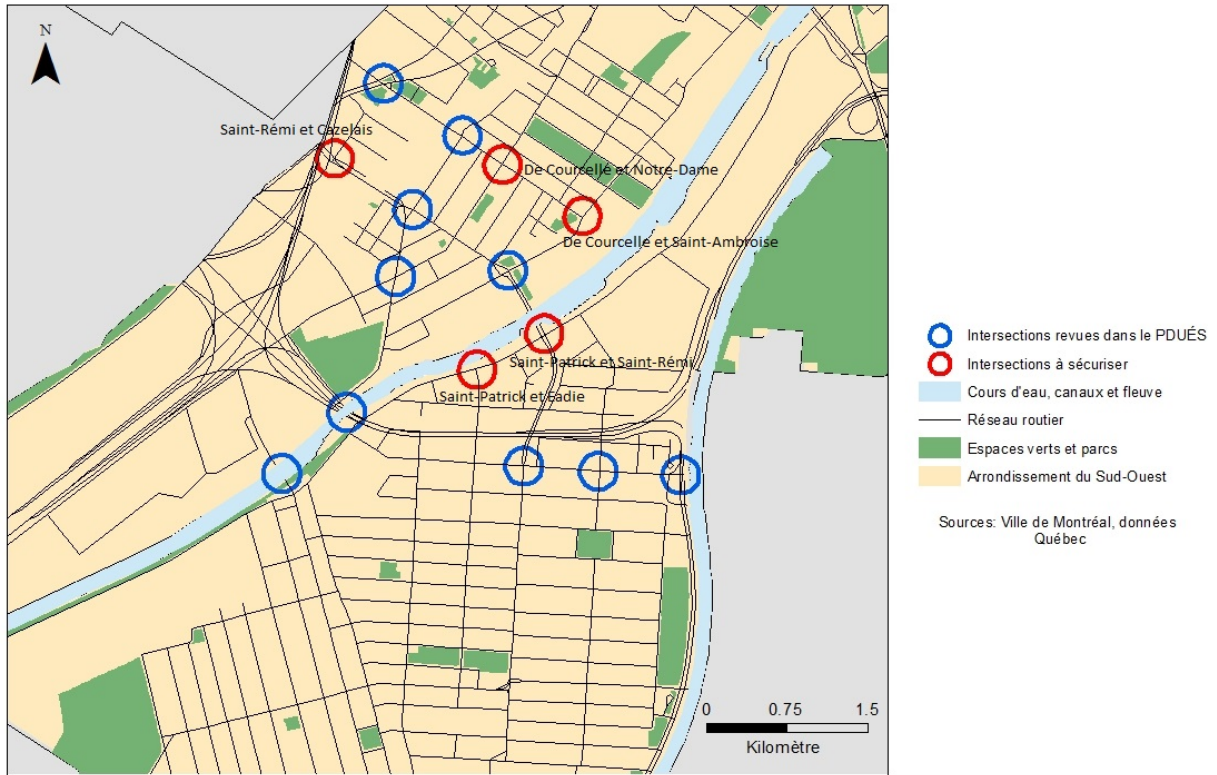 N
Saint-Rémi et Cazelais
De Courcelle et Notre-Dame
De Courcelle et Saint-Ambroise
Saint-Patrick et Saint-Rémi
Saint-Patrick et Eadie
Intersections revues dans le PDUÉS
Intersections à sécuriser
Cours d'eau, canaux et fleuve
Réseau routier
Espaces verts et parcs
Arrondissement du Sud-Ouest
Sources: Ville de Montréal, données
Québec
0 0.75 1.5
Kilomètre